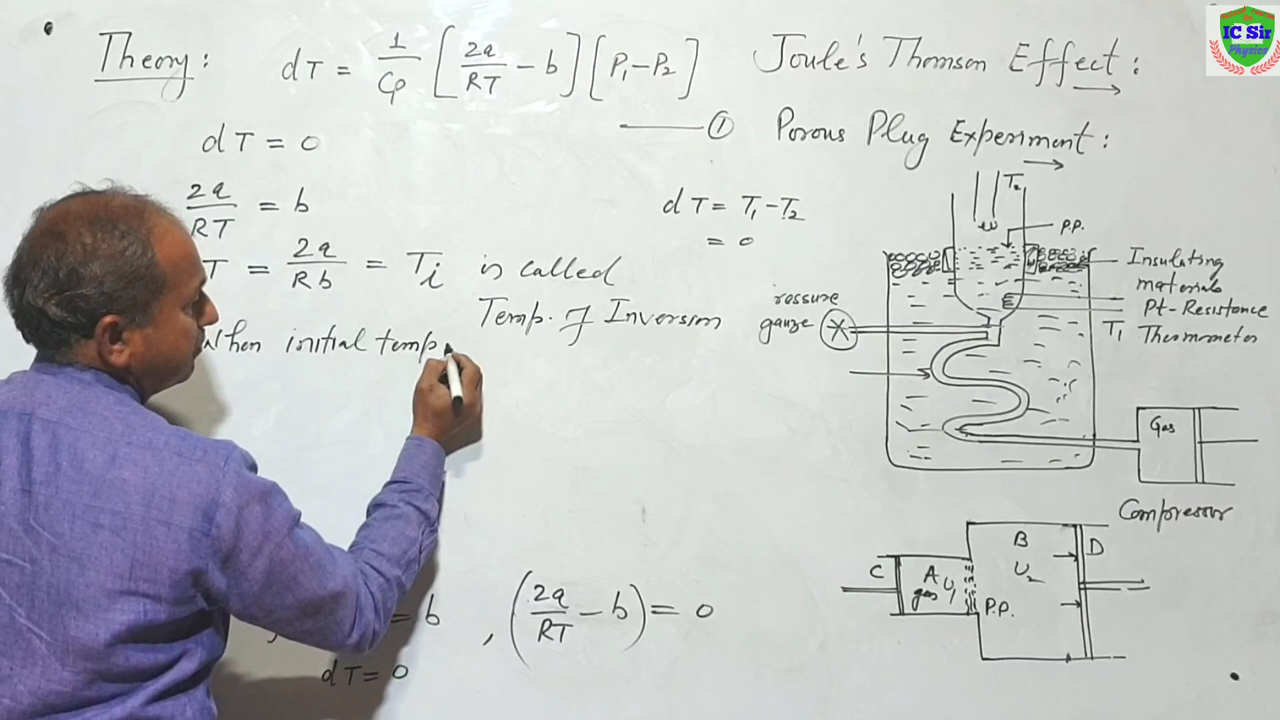 Theory: dT = 1/Cp [2a/RT - b] [P₁-P₂]
—— ①
dT = 0
2a/RT = b
T = 2a/Rb = Ti is called
Temp. of Inversion
When initial temp
dT = T₁-T₂
= 0
= b , (2a/RT - b) = 0
dT = 0
Joule's Thomson Effect:
Porous Plug Experiment:
T₂
P.P.
Insulating
materials
Pt-Resistance
T₁ Thermometer
ressure
gauze
Gas
Compressor
C
A
gas U₁
P.P.
B
U₂
D
IC Sir
Physics